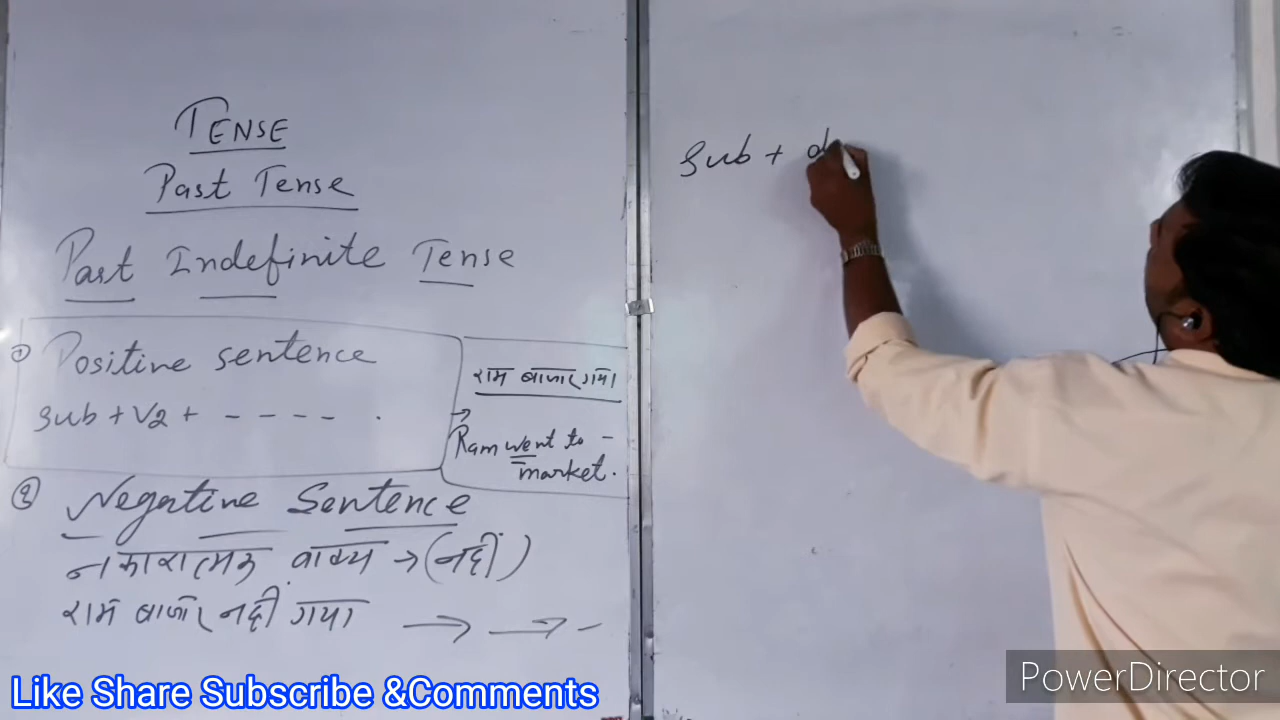 TENSE
Past Tense
Past Indefinite Tense
① Positive sentence
Sub + V2 + - - - - .
राम बाजार गया
→ Ram went to -
market.
② Negative Sentence
नकारात्मक वाक्य → (नहीं)
राम बाजार नहीं गया → → -
Sub + d
Like Share Subscribe &Comments
PowerDirector